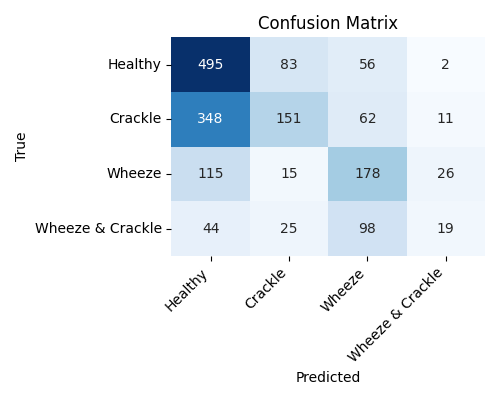 Confusion Matrix
True
Healthy 495 83 56 2
Crackle 348 151 62 11
Wheeze 115 15 178 26
Wheeze & Crackle 44 25 98 19
Healthy Crackle Wheeze Wheeze & Crackle
Predicted